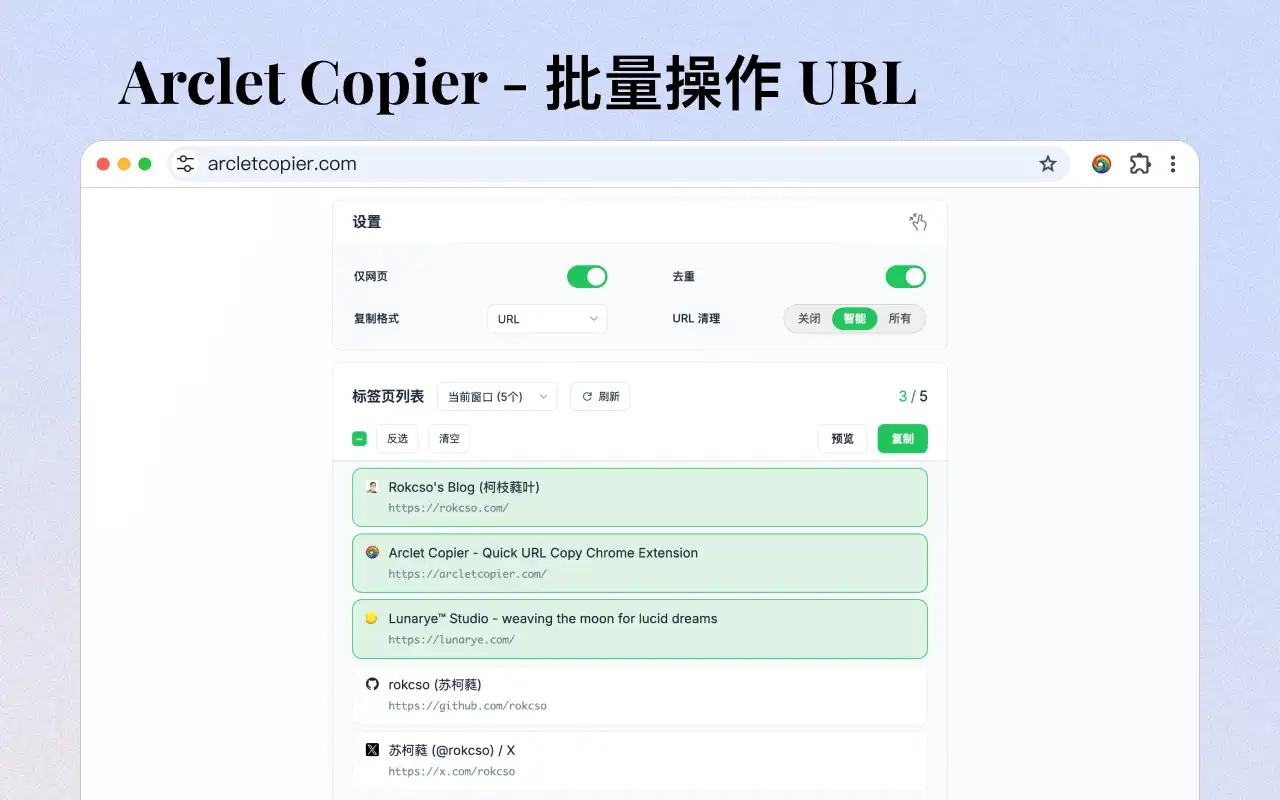 Arclet Copier - 批量操作 URL
arcletcopier.com
设置
仅网页
去重
复制格式
URL
URL 清理
关闭 智能 所有
标签页列表 当前窗口 (5个) 刷新 3 / 5
反选 清空 预览 复制
Rokcso's Blog (柯枝蕤叶)
https://rokcso.com/
Arclet Copier - Quick URL Copy Chrome Extension
https://arcletcopier.com/
Lunarye™ Studio - weaving the moon for lucid dreams
https://lunarye.com/
rokcso (苏柯蕤)
https://github.com/rokcso
苏柯蕤 (@rokcso) / X
https://x.com/rokcso